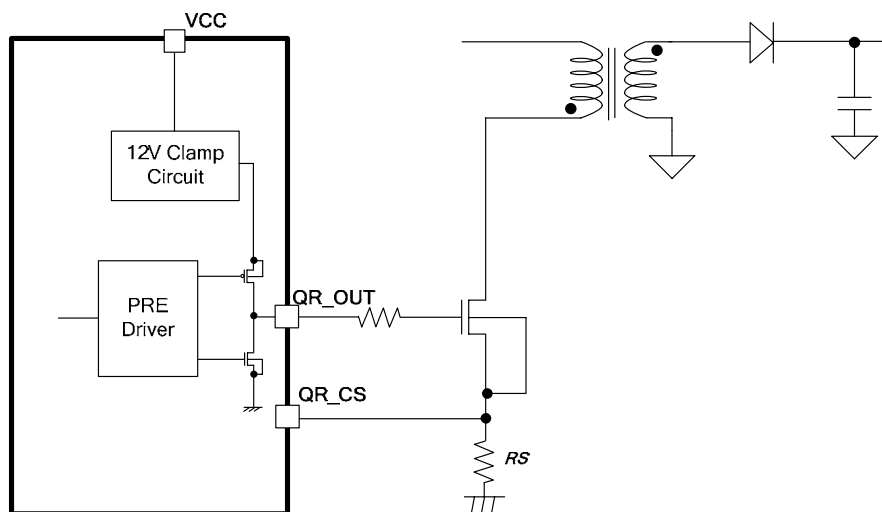 VCC
12V Clamp
Circuit
PRE
Driver
QR_OUT
QR_CS
RS